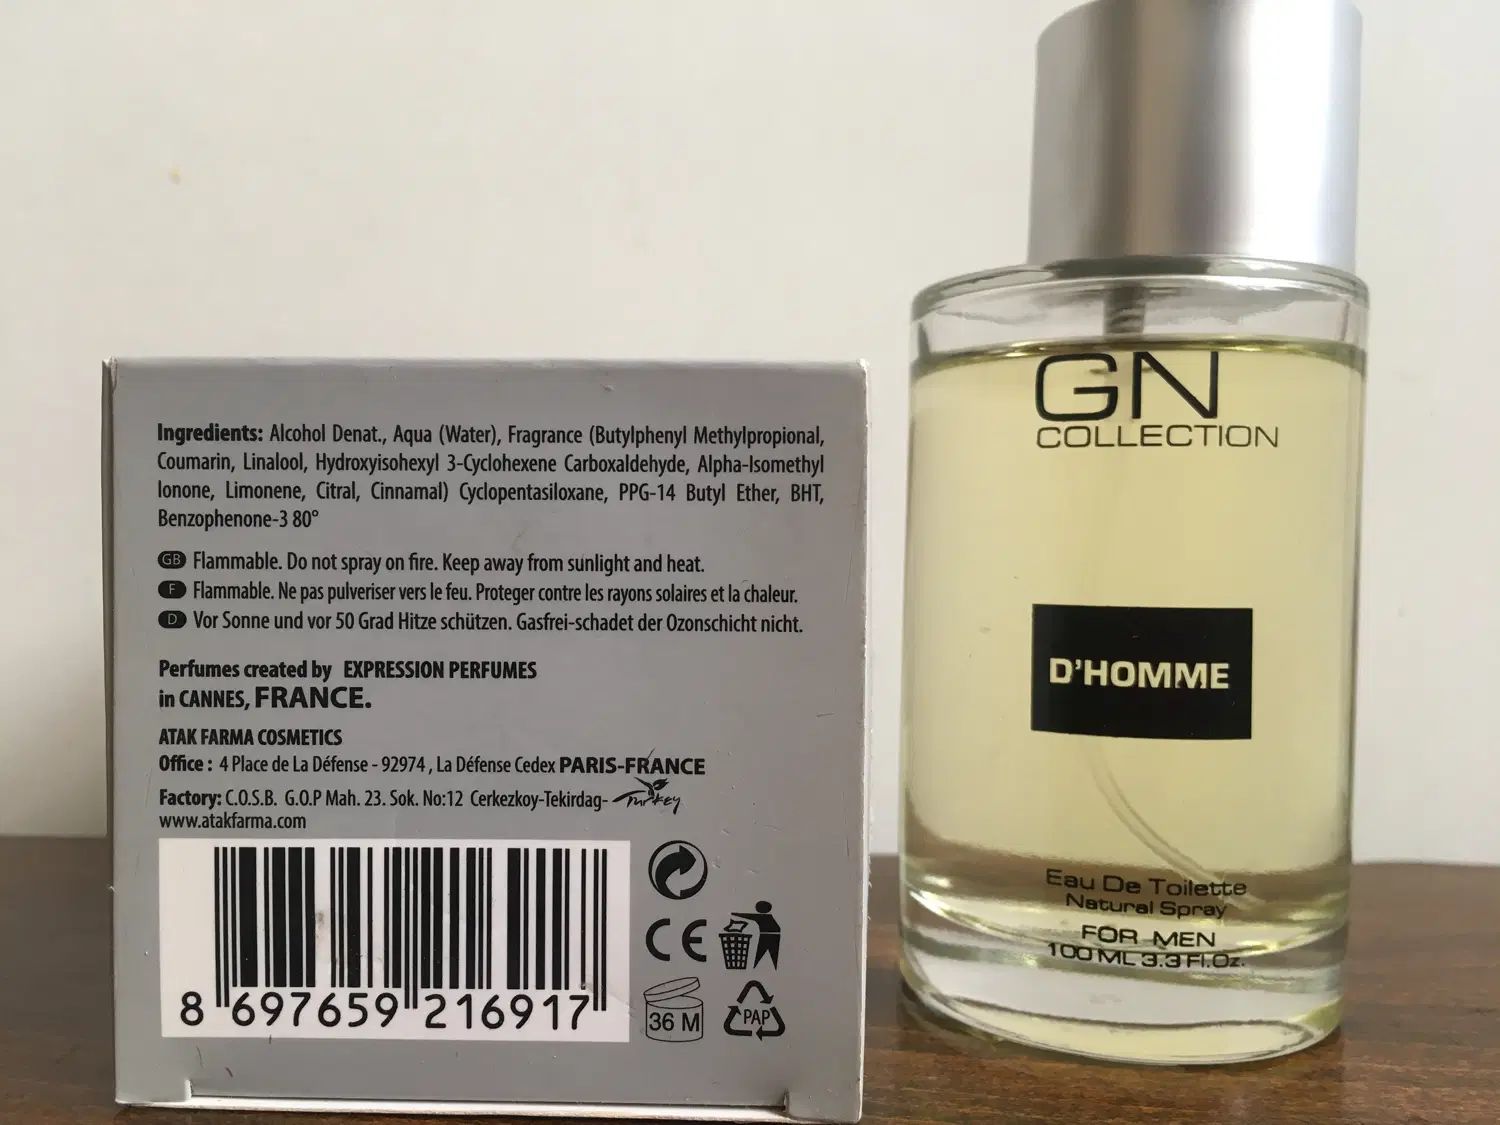 Ingredients: Alcohol Denat., Aqua (Water), Fragrance (Butylphenyl Methylpropional,
Coumarin, Linalool, Hydroxyisohexyl 3-Cyclohexene Carboxaldehyde, Alpha-Isomethyl
Ionone, Limonene, Citral, Cinnamal) Cyclopentasiloxane, PPG-14 Butyl Ether, BHT,
Benzophenone-3 80°
GB Flammable. Do not spray on fire. Keep away from sunlight and heat.
F Flammable. Ne pas pulveriser vers le feu. Proteger contre les rayons solaires et la chaleur.
D Vor Sonne und vor 50 Grad Hitze schützen. Gasfrei-schadet der Ozonschicht nicht.
Perfumes created by EXPRESSION PERFUMES
in CANNES, FRANCE.
ATAK FARMA COSMETICS
Office : 4 Place de La Défense - 92974 , La Défense Cedex PARIS-FRANCE
Factory: C.O.S.B. G.O.P Mah. 23. Sok. No:12 Cerkezkoy-Tekirdag- Turkey
www.atakfarma.com
8 697659 216917
CE
36 M
PAP
GN
COLLECTION
D'HOMME
Eau De Toilette
Natural Spray
FOR MEN
100 ML 3.3 Fl.Oz.